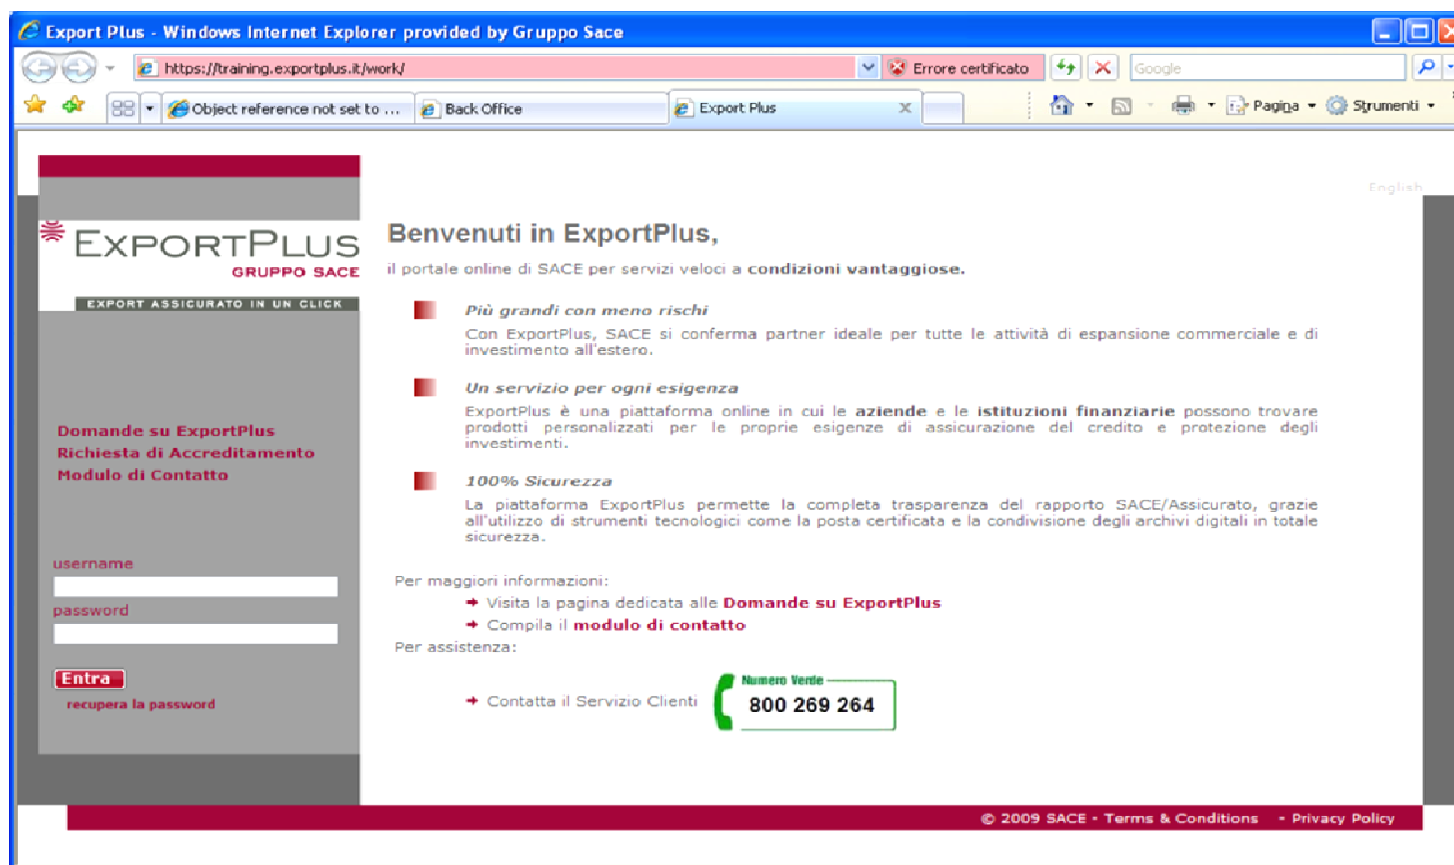 Export Plus - Windows Internet Explorer provided by Gruppo Sace
https://training.exportplus.it/work/
Errore certificato
Google
Object reference not set to ...
Back Office
Export Plus
Pagina
Strumenti
English
EXPORTPLUS
GRUPPO SACE
EXPORT ASSICURATO IN UN CLICK
Domande su ExportPlus
Richiesta di Accreditamento
Modulo di Contatto
username
password
Entra
recupera la password
Benvenuti in ExportPlus,
il portale online di SACE per servizi veloci a condizioni vantaggiose.
Più grandi con meno rischi
Con ExportPlus, SACE si conferma partner ideale per tutte le attività di espansione commerciale e di
investimento all'estero.
Un servizio per ogni esigenza
ExportPlus è una piattaforma online in cui le aziende e le istituzioni finanziarie possono trovare
prodotti personalizzati per le proprie esigenze di assicurazione del credito e protezione degli
investimenti.
100% Sicurezza
La piattaforma ExportPlus permette la completa trasparenza del rapporto SACE/Assicurato, grazie
all'utilizzo di strumenti tecnologici come la posta certificata e la condivisione degli archivi digitali in totale
sicurezza.
Per maggiori informazioni:
Visita la pagina dedicata alle Domande su ExportPlus
Compila il modulo di contatto
Per assistenza:
Contatta il Servizio Clienti
Numero Verde
800 269 264
© 2009 SACE - Terms & Conditions - Privacy Policy